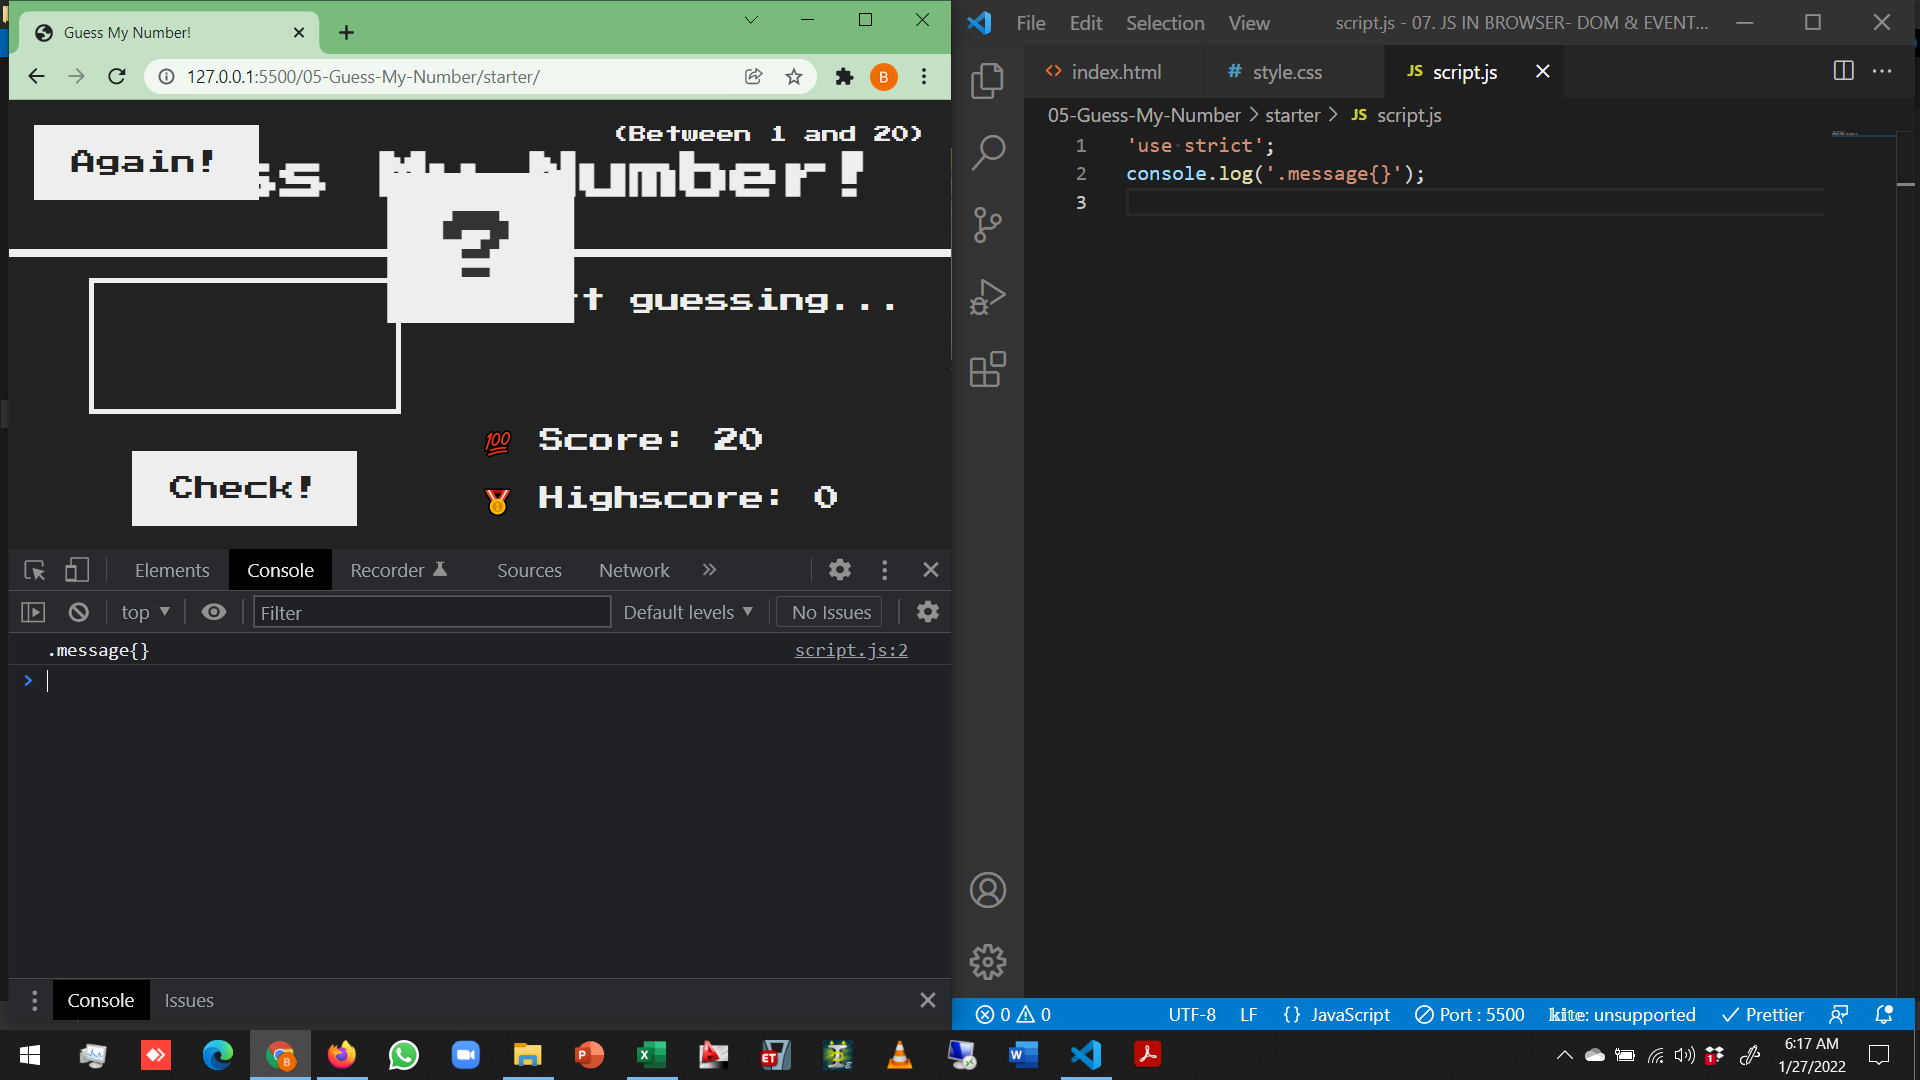 Guess My Number!
127.0.0.1:5500/05-Guess-My-Number/starter/
B
(Between 1 and 20)
Again!
ss My Number!
?
t guessing...
100
Score: 20
Check!
Highscore: 0
Elements
Console
Recorder
Sources
Network
top
Filter
Default levels
No Issues
.message{}
script.js:2
Console
Issues
File
Edit
Selection
View
script.js - 07. JS IN BROWSER- DOM & EVENT...
index.html
# style.css
JS script.js
05-Guess-My-Number > starter > JS script.js
1 'use strict';
2 console.log('.message{}');
3
0 0
UTF-8
LF
{ } JavaScript
Port : 5500
kite: unsupported
Prettier
6:17 AM
1/27/2022